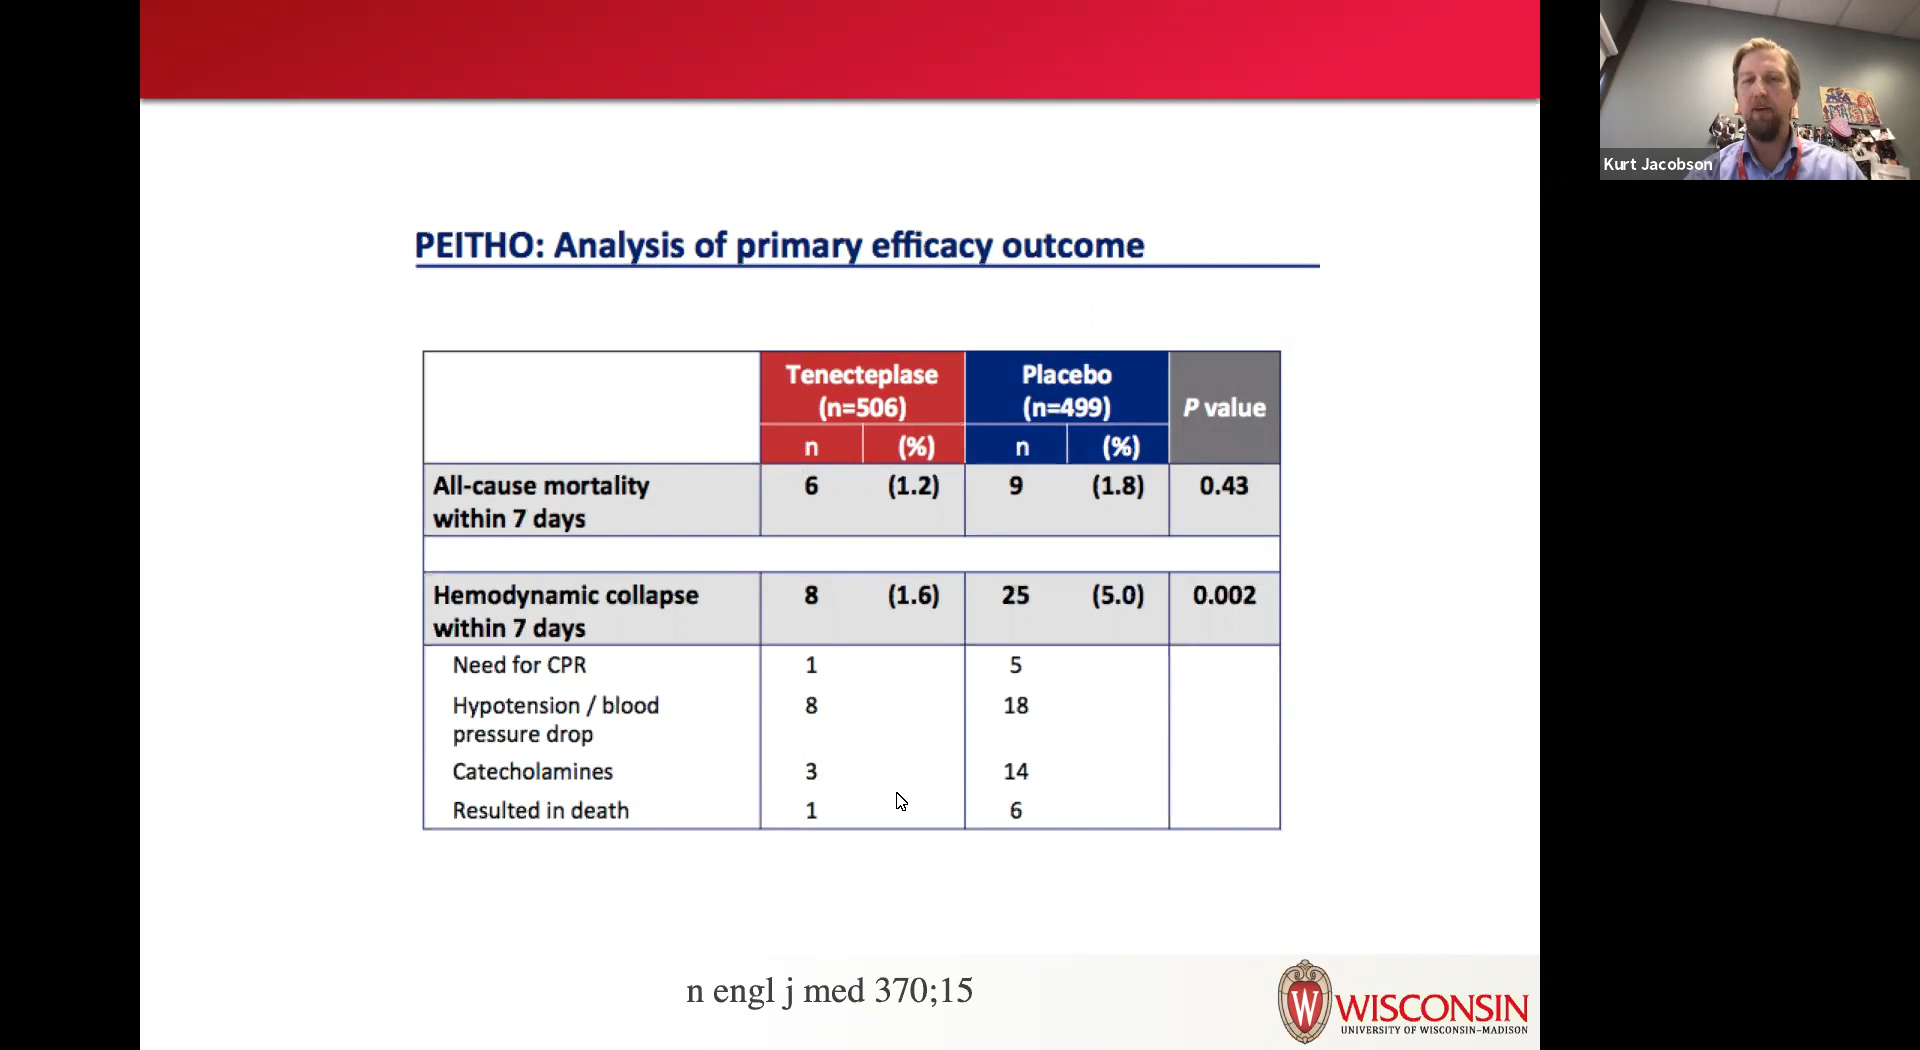 Kurt Jacobson
PEITHO: Analysis of primary efficacy outcome
Tenecteplase
(n=506)
Placebo
(n=499)
P value
n (%) n (%)
All-cause mortality
within 7 days
6 (1.2) 9 (1.8) 0.43
Hemodynamic collapse
within 7 days
8 (1.6) 25 (5.0) 0.002
Need for CPR 1 5
Hypotension / blood
pressure drop
8 18
Catecholamines 3 14
Resulted in death 1 6
n engl j med 370;15
W
WISCONSIN
UNIVERSITY OF WISCONSIN–MADISON